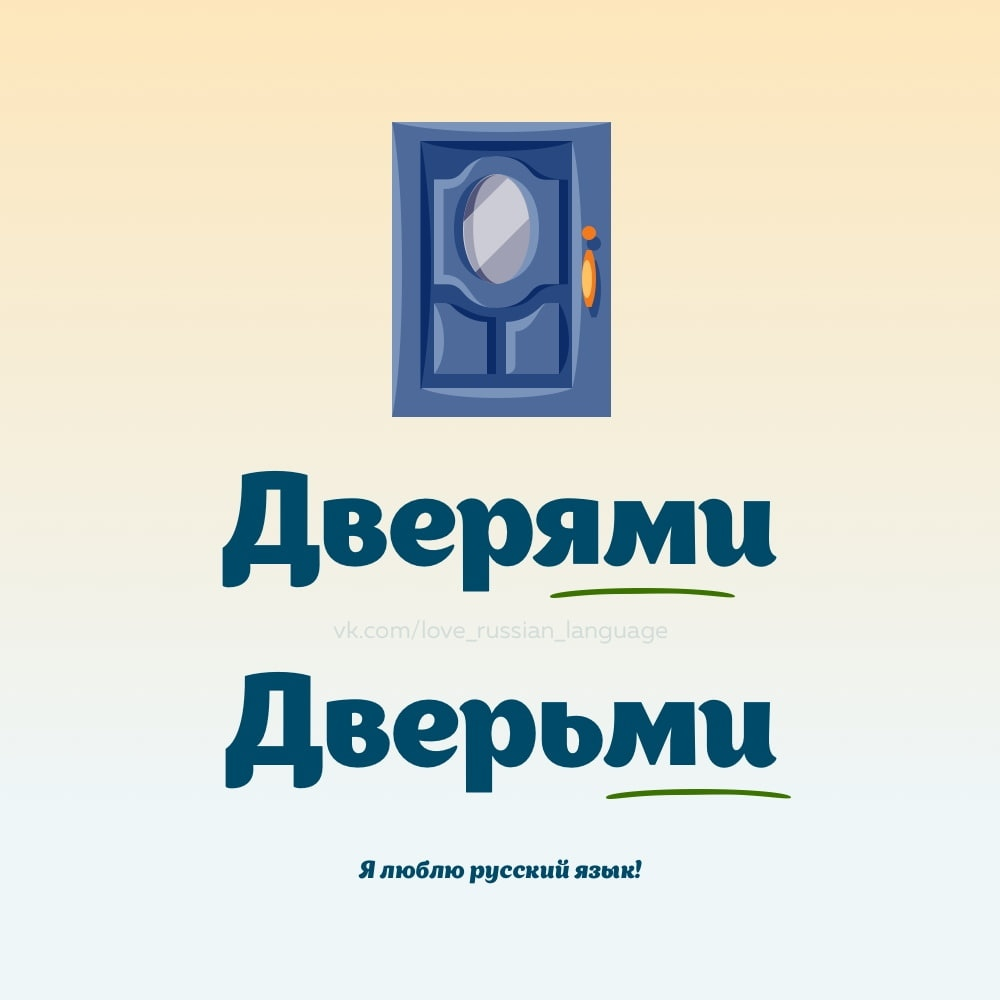 Дверями
vk.com/love_russian_language
Дверьми
Я люблю русский язык!